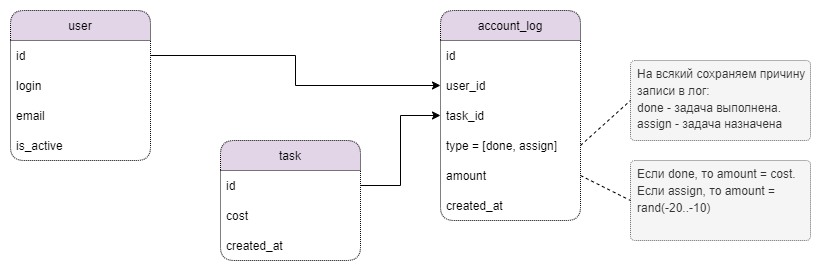 user
id
login
email
is_active
task
id
cost
created_at
account_log
id
user_id
task_id
type = [done, assign]
amount
created_at
На всякий сохраняем причину
записи в лог:
done - задача выполнена.
assign - задача назначена
Если done, то amount = cost.
Если assign, то amount =
rand(-20..-10)